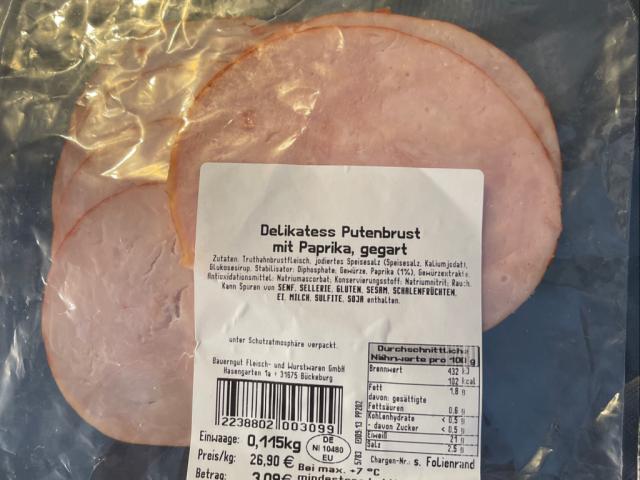 Delikatess Putenbrust
mit Paprika, gegart
Zutaten: Truthahnbrustfleisch, jodiertes Speisesalz (Speisesalz, Kaliumjodat),
Glukosesirup, Stabilisator: Diphosphate; Gewürze, Paprika (1%), Gewürzextrakte,
Antioxidationsmittel: Natriumascorbat; Konservierungsstoff: Natriumnitrit; Rauch.
Kann Spuren von SENF, SELLERIE, GLUTEN, SESAM, SCHALENFRÜCHTEN,
EI, MILCH, SULFITE, SOJA enthalten.
unter Schutzatmosphäre verpackt.
Bauerngut Fleisch- und Wurstwaren GmbH
Hasengarten 1a · 31675 Bückeburg
2238802 003099
Einwaage: 0,115kg
Preis/kg: 26,90 €
Betrag: 3,09€
DE
NI 10480
EU
Bei max. +7 °C
Durchschnittliche
Nährwerte pro 100 g
Brennwert 432 kJ
102 kcal
Fett 1,8 g
davon: gesättigte
Fettsäuren 0,6 g
Kohlenhydrate < 0,5 g
- davon Zucker < 0,5 g
Eiweiß 21 g
Salz 2,5 g
Chargen-Nr.: s. Folienrand